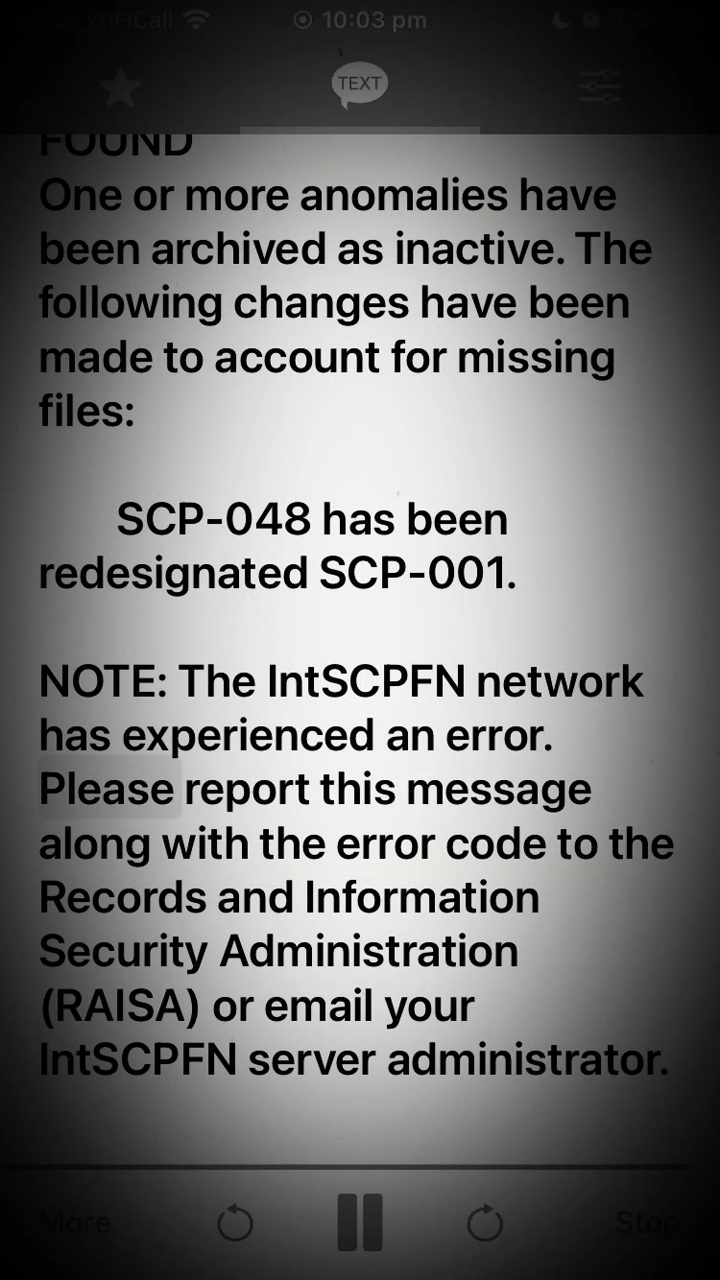 WiFiCall 10:03 pm
TEXT
FOUND
One or more anomalies have
been archived as inactive. The
following changes have been
made to account for missing
files:
SCP-048 has been
redesignated SCP-001.
NOTE: The IntSCPFN network
has experienced an error.
Please report this message
along with the error code to the
Records and Information
Security Administration
(RAISA) or email your
IntSCPFN server administrator.
More Stop